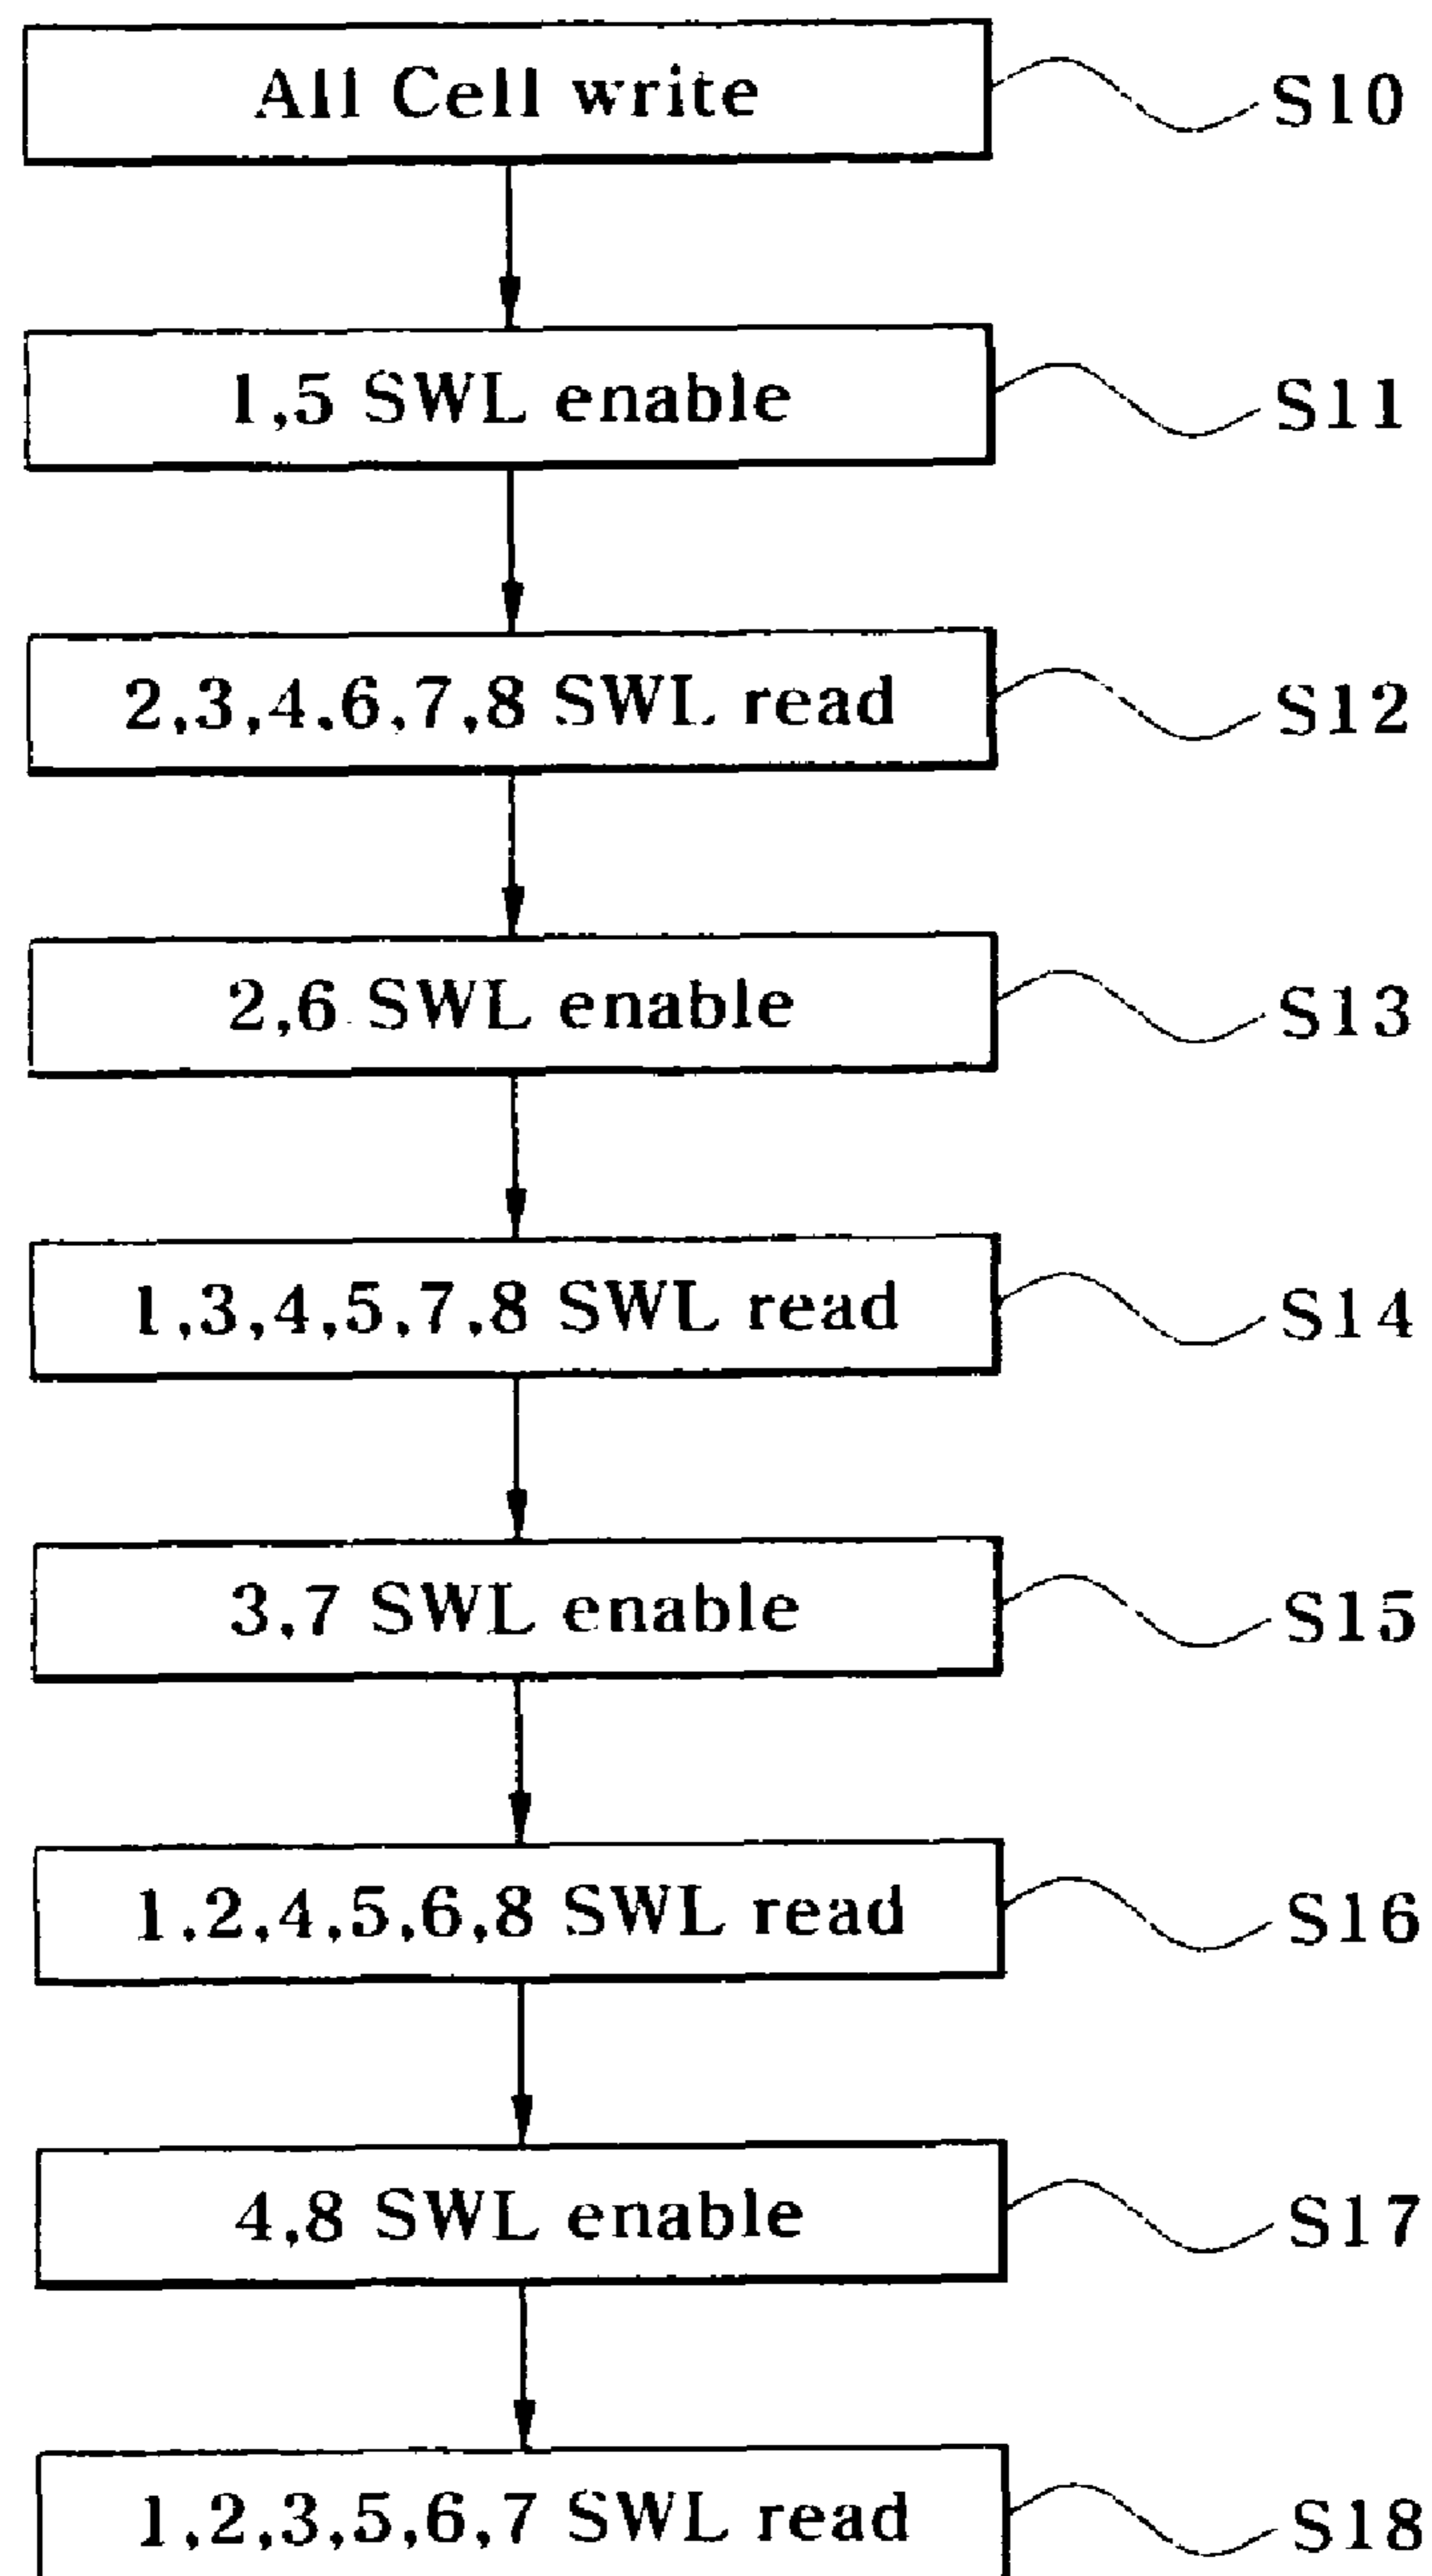 All Cell write S10
1,5 SWL enable S11
2,3,4,6,7,8 SWL read S12
2,6 SWL enable S13
1,3,4,5,7,8 SWL read S14
3,7 SWL enable S15
1,2,4,5,6,8 SWL read S16
4,8 SWL enable S17
1,2,3,5,6,7 SWL read S18